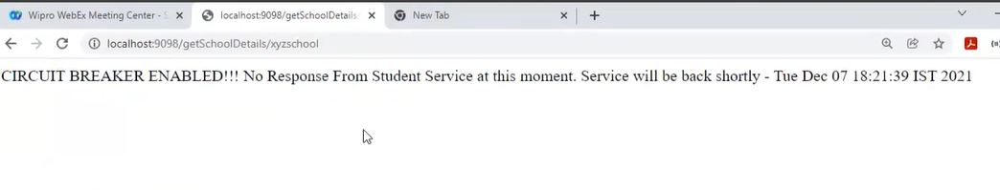 Wipro WebEx Meeting Center - S
localhost:9098/getSchoolDetails
New Tab
localhost:9098/getSchoolDetails/xyzschool
CIRCUIT BREAKER ENABLED!!! No Response From Student Service at this moment. Service will be back shortly - Tue Dec 07 18:21:39 IST 2021